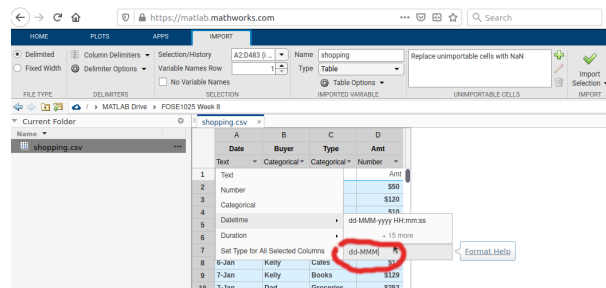 https://matlab.mathworks.com
Search
HOME PLOTS APPS IMPORT
Delimited
Column Delimiters
Selection/History
A2:D483 (i ...
Name
shopping
Replace unimportable cells with NaN
Fixed Width
Delimiter Options
Variable Names Row
1
Type
Table
Import
Selection
No Variable Names
Table Options
FILE TYPE DELIMITERS SELECTION IMPORTED VARIABLE UNIMPORTABLE CELLS IMPORT
/ > MATLAB Drive > FOSE1025 Week 8
Current Folder
shopping.csv ×
Name
shopping.csv
A B C D
Date Buyer Type Amt
Text Categorical Categorical Number
1 Amt
2 $50
3 $120
4 $10
5
6
7
8 6-Jan Kelly Cafes
9 7-Jan Kelly Books $129
10 7-Jan Dad Groceries $252
Text
Number
Categorical
Datetime
dd-MMM-yyyy HH:mm:ss
Duration
+ 15 more
Set Type for All Selected Columns
dd-MMM
Format Help